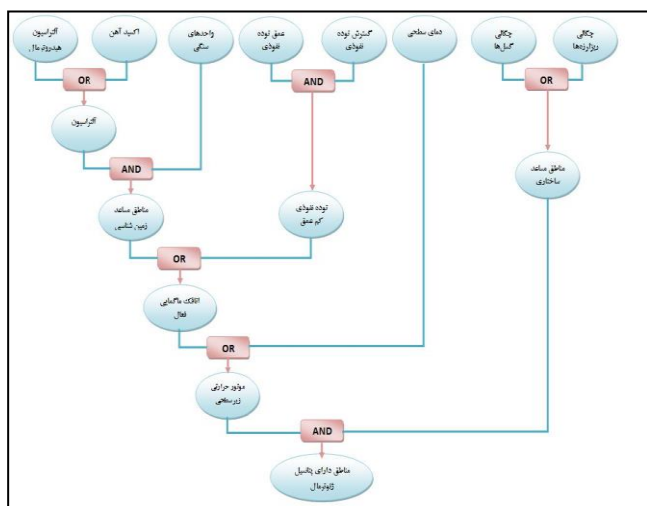 آلتراسیون
هیدروترمال
اکسید آهن
واحدهای
سنگی
عمق توده
نفوذی
گسترش توده
نفوذی
دمای سطحی
چگالی
گسل‌ها
چگالی
ریزلرزه‌ها
OR
AND
OR
آلتراسیون
AND
مناطق مساعد
ساختاری
مناطق مساعد
زمین شناسی
توده نفوذی
کم عمق
OR
اتاقک ماگمایی
فعال
OR
موتور حرارتی
زیرسطحی
AND
مناطق دارای پتانسیل
ژئوترمال